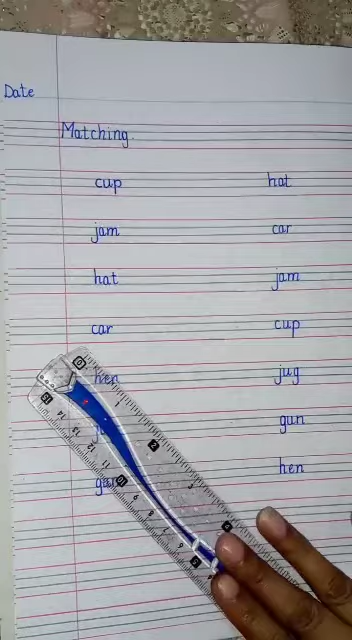 Date
Matching.
cup hat
jam car
hat jam
car cup
hen jug
gun
gun hen